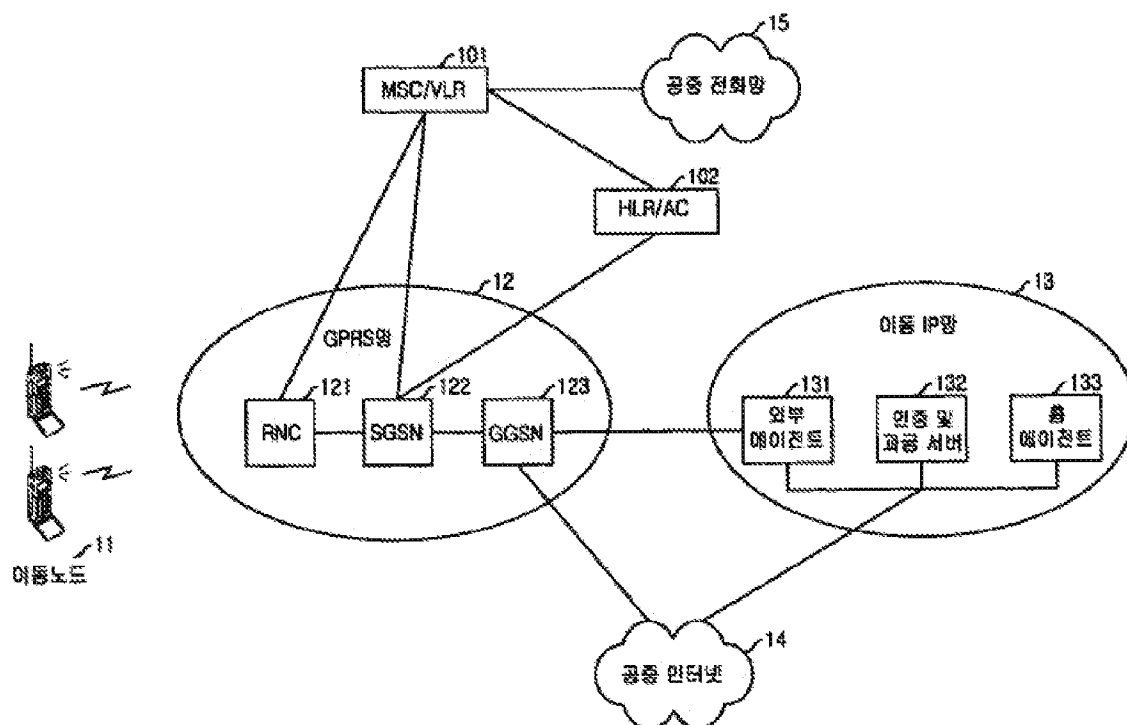 15
공중 전화망
101
MSC/VLR
102
HLR/AC
12
GPRS망
121
RNC
122
SGSN
123
GGSN
13
이동 IP망
131
외부
에이전트
132
인증 및
과금 서버
133
홈
에이전트
11
이동노드
14
공중 인터넷